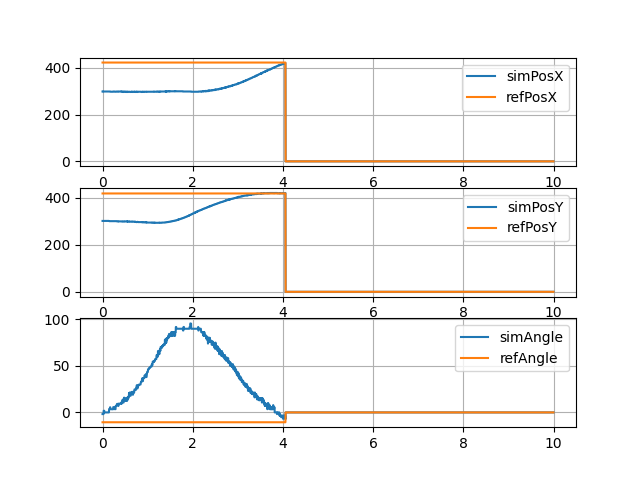 400
200
0
simPosX
refPosX
0 2 4 6 8 10
400
200
0
simPosY
refPosY
0 2 4 6 8 10
100
50
0
simAngle
refAngle
0 2 4 6 8 10